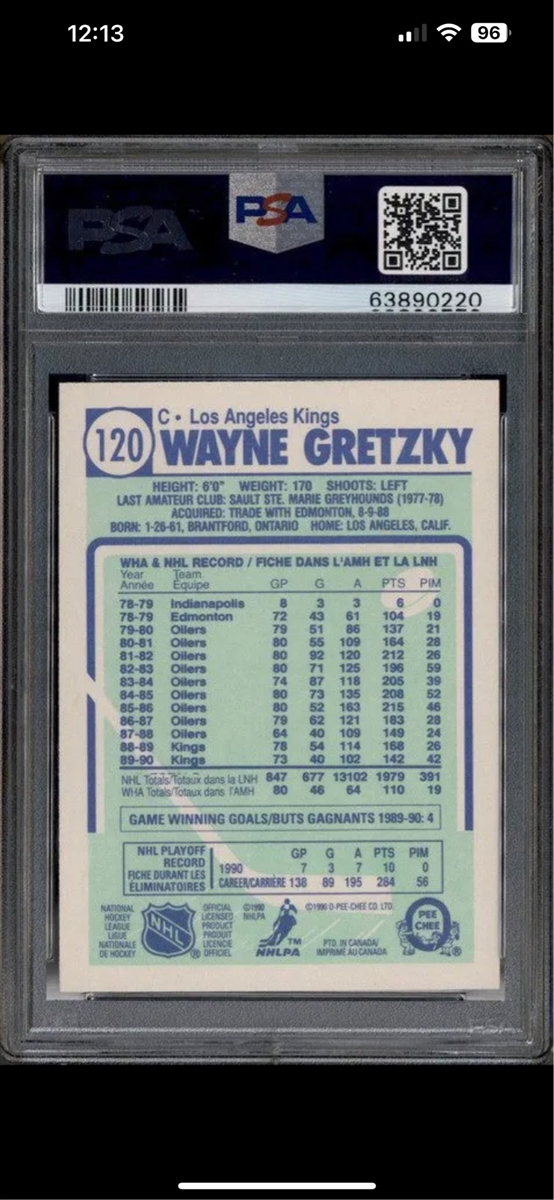 12:13
96
PSA
PSA
63890220
120
C • Los Angeles Kings
WAYNE GRETZKY
HEIGHT: 6'0" WEIGHT: 170 SHOOTS: LEFT
LAST AMATEUR CLUB: SAULT STE. MARIE GREYHOUNDS (1977-78)
ACQUIRED: TRADE WITH EDMONTON, 8-9-88
BORN: 1-26-61, BRANTFORD, ONTARIO HOME: LOS ANGELES, CALIF.
WHA & NHL RECORD / FICHE DANS L'AMH ET LA LNH
Year Team
Année Équipe GP G A PTS PIM
78-79 Indianapolis 8 3 3 6 0
78-79 Edmonton 72 43 61 104 19
79-80 Oilers 79 51 86 137 21
80-81 Oilers 80 55 109 164 28
81-82 Oilers 80 92 120 212 26
82-83 Oilers 80 71 125 196 59
83-84 Oilers 74 87 118 205 39
84-85 Oilers 80 73 135 208 52
85-86 Oilers 80 52 163 215 46
86-87 Oilers 79 62 121 183 28
87-88 Oilers 64 40 109 149 24
88-89 Kings 78 54 114 168 26
89-90 Kings 73 40 102 142 42
NHL Totals/Totaux dans la LNH 847 677 13102 1979 391
WHA Totals/Totaux dans l'AMH 80 46 64 110 19
GAME WINNING GOALS/BUTS GAGNANTS 1989-90: 4
NHL PLAYOFF
RECORD
FICHE DURANT LES
ÉLIMINATOIRES
GP G A PTS PIM
1990 7 3 7 10 0
CAREER/CARRIÈRE 138 89 195 284 56
NATIONAL
HOCKEY
LEAGUE
LIGUE
NATIONALE
DE HOCKEY
NHL
®
OFFICIAL
LICENSED
PRODUCT
PRODUIT
LICENCIÉ
OFFICIEL
©1990
NHLPA
TM
NHLPA
©1990 O-PEE-CHEE CO. LTD.
PTD. IN CANADA/
IMPRIMÉ AU CANADA
O
PEE
CHEE
®
PSA